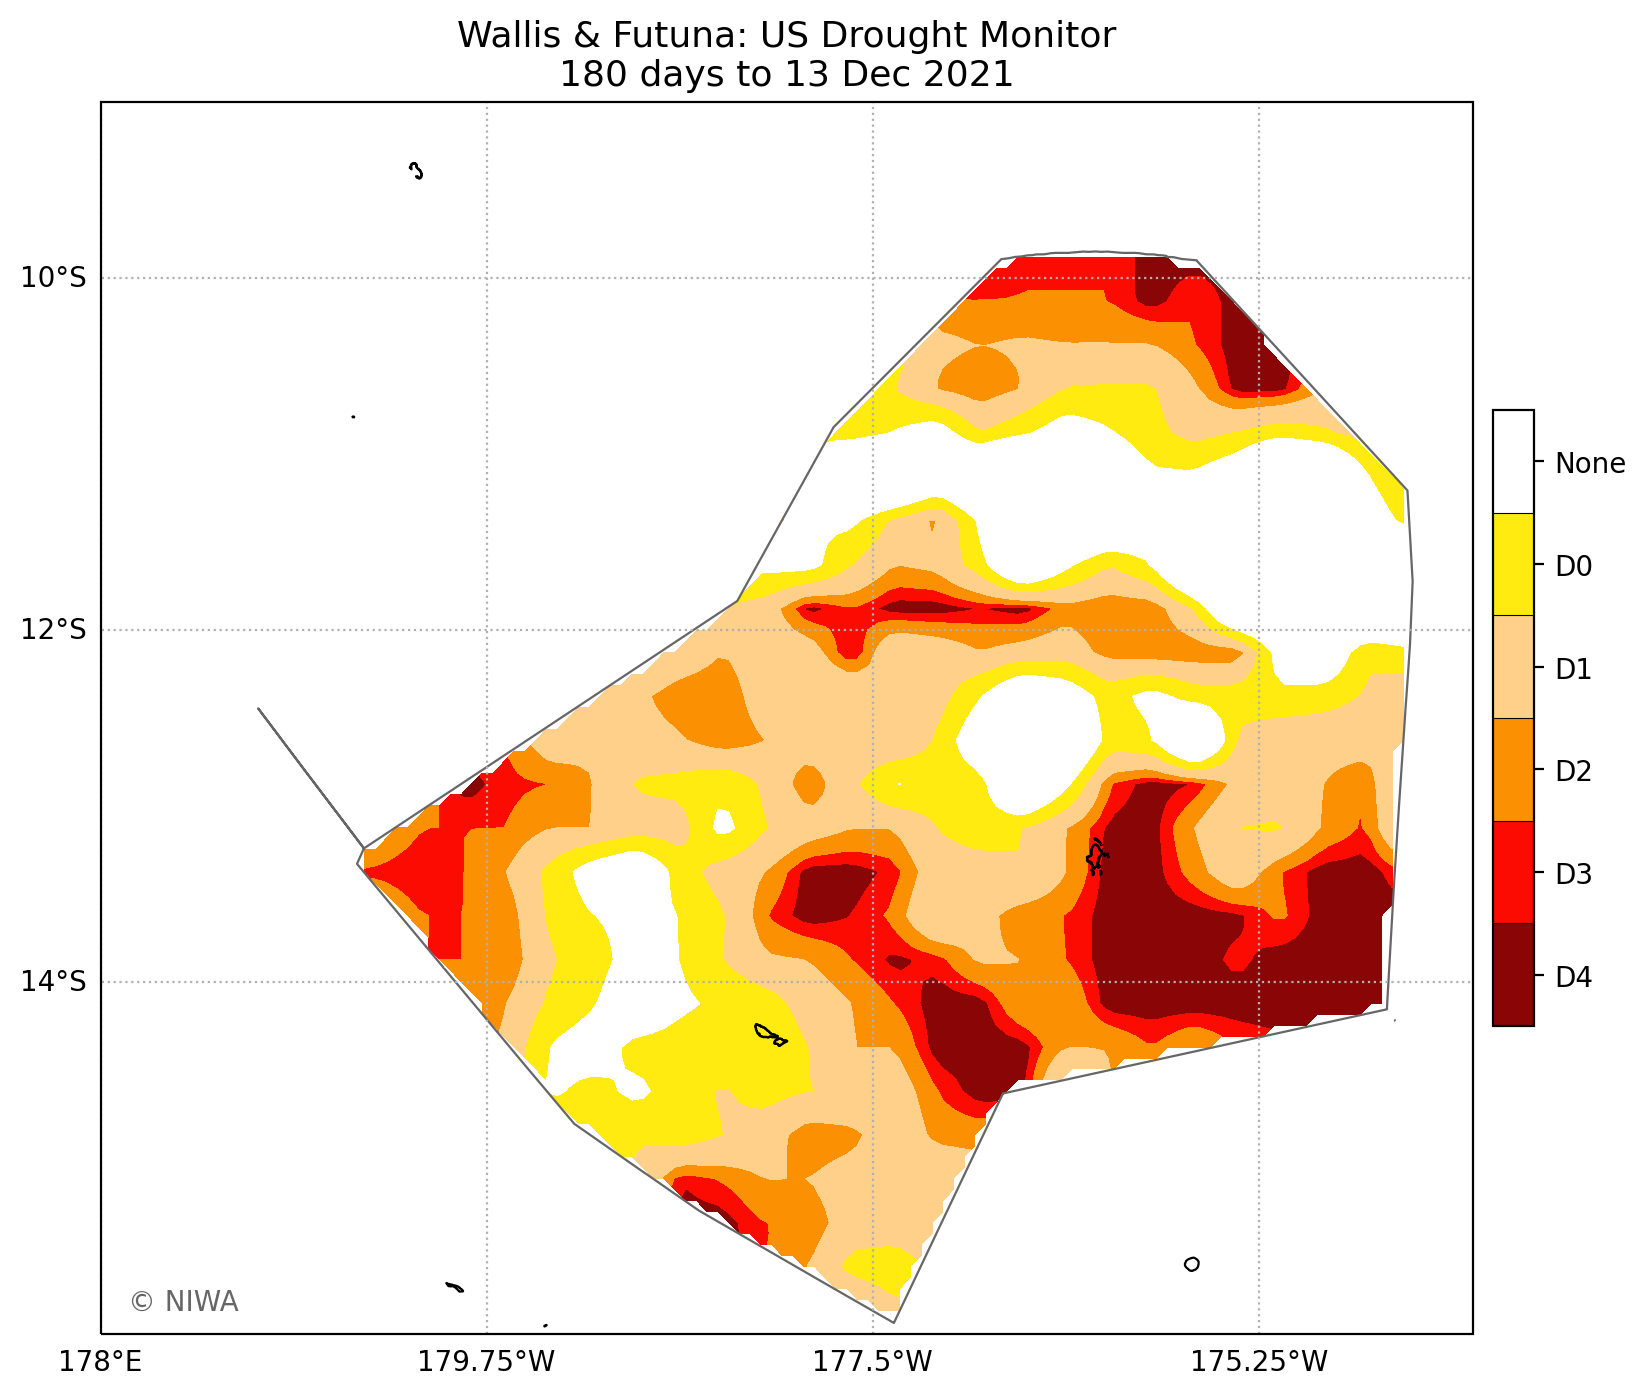 Wallis & Futuna: US Drought Monitor
180 days to 13 Dec 2021
10°S
12°S
14°S
178°E
179.75°W
177.5°W
175.25°W
None
D0
D1
D2
D3
D4
© NIWA